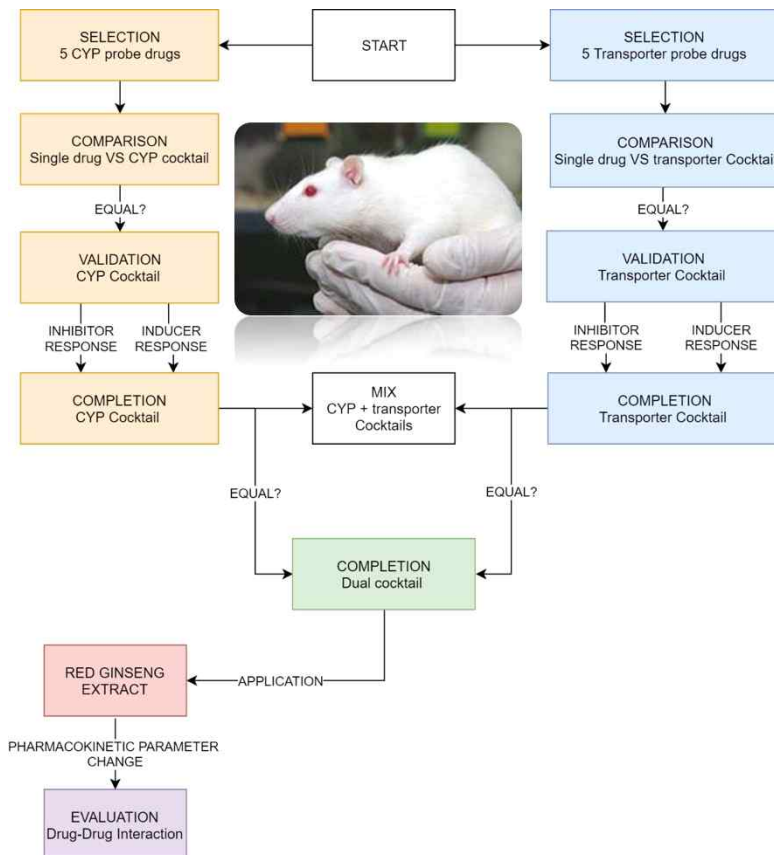 START
SELECTION
5 CYP probe drugs
SELECTION
5 Transporter probe drugs
COMPARISON
Single drug VS CYP cocktail
COMPARISON
Single drug VS transporter Cocktail
EQUAL?
EQUAL?
VALIDATION
CYP Cocktail
VALIDATION
Transporter Cocktail
INHIBITOR
RESPONSE
INDUCER
RESPONSE
INHIBITOR
RESPONSE
INDUCER
RESPONSE
COMPLETION
CYP Cocktail
MIX
CYP + transporter
Cocktails
COMPLETION
Transporter Cocktail
EQUAL?
EQUAL?
COMPLETION
Dual cocktail
RED GINSENG
EXTRACT
APPLICATION
PHARMACOKINETIC PARAMETER
CHANGE
EVALUATION
Drug-Drug Interaction